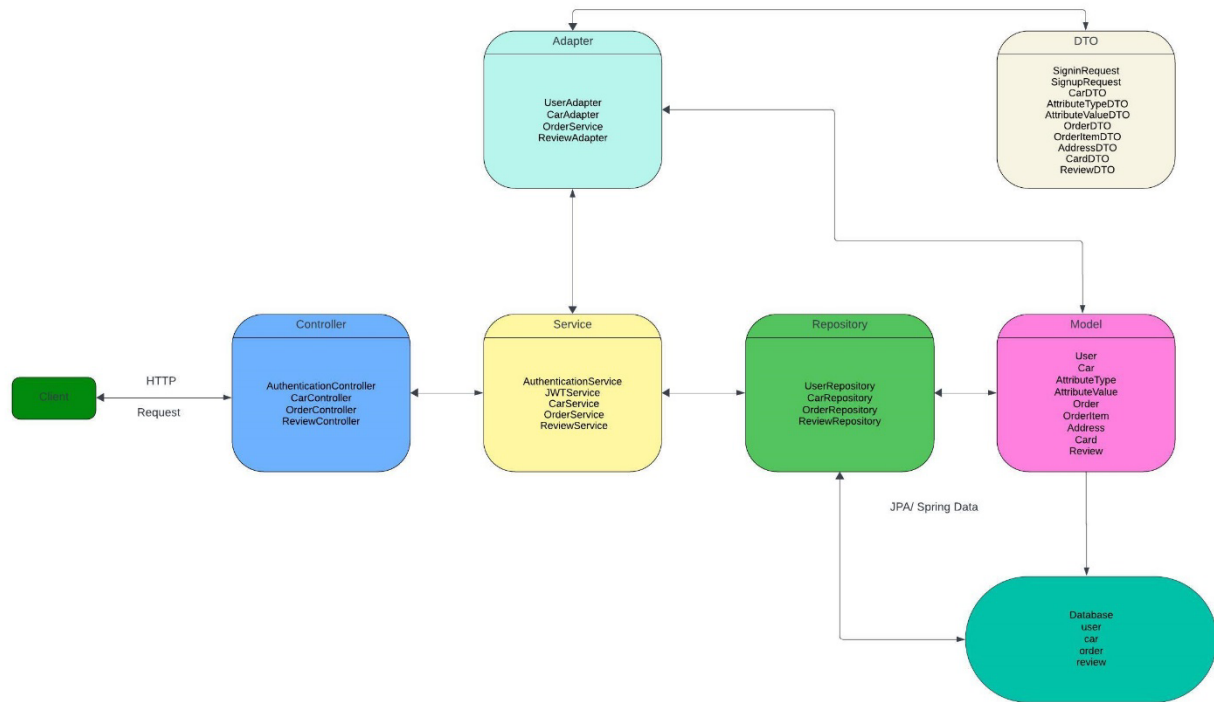 Adapter
UserAdapter
CarAdapter
OrderService
ReviewAdapter
DTO
SigninRequest
SignupRequest
CarDTO
AttributeTypeDTO
AttributeValueDTO
OrderDTO
OrderItemDTO
AddressDTO
CardDTO
ReviewDTO
Client
HTTP
Request
Controller
AuthenticationController
CarController
OrderController
ReviewController
Service
AuthenticationService
JWTService
CarService
OrderService
ReviewService
Repository
UserRepository
CarRepository
OrderRepository
ReviewRepository
Model
User
Car
AttributeType
AttributeValue
Order
OrderItem
Address
Card
Review
JPA/ Spring Data
Database
user
car
order
review